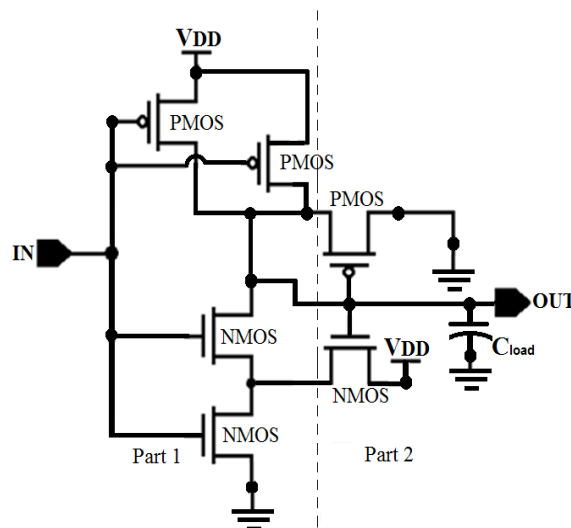 VDD
PMOS
PMOS
PMOS
IN
OUT
NMOS
VDD
Cload
NMOS
NMOS
Part 1
Part 2